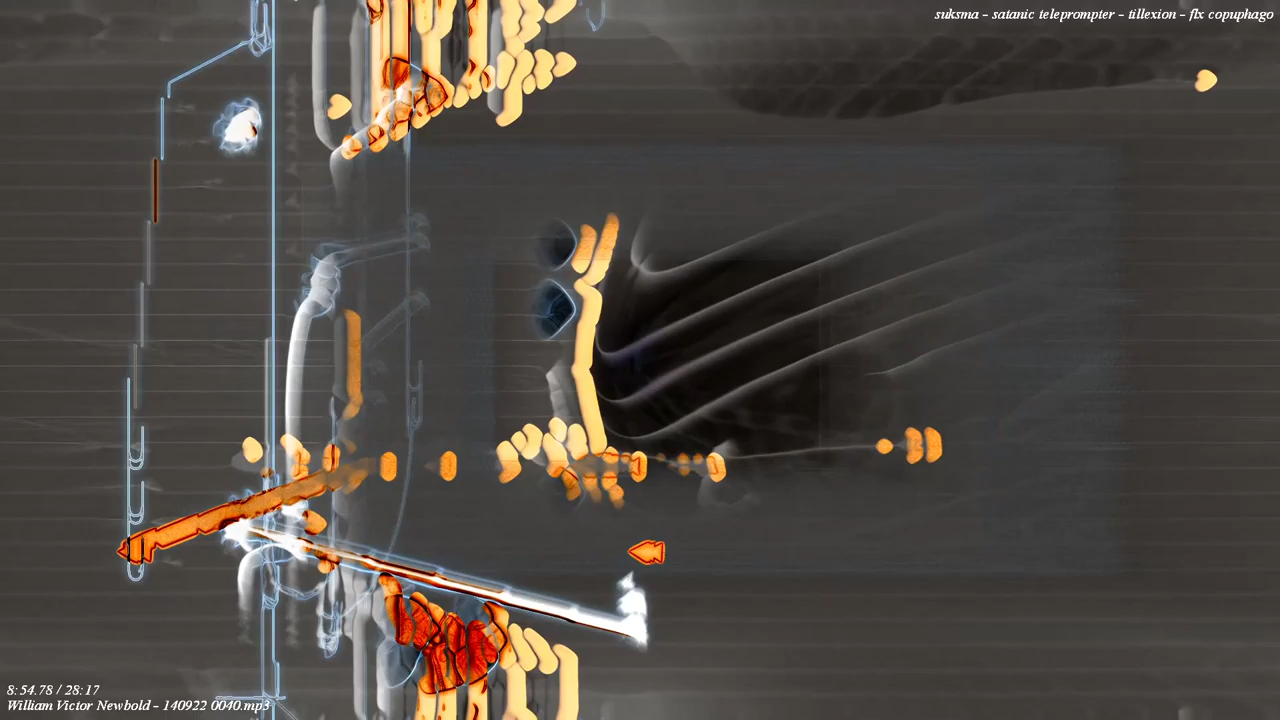 suksma - satanic teleprompter - tillexion - flx copuphago
8:54.78 / 28:17
William Victor Newbold - 140922 0040.mp3